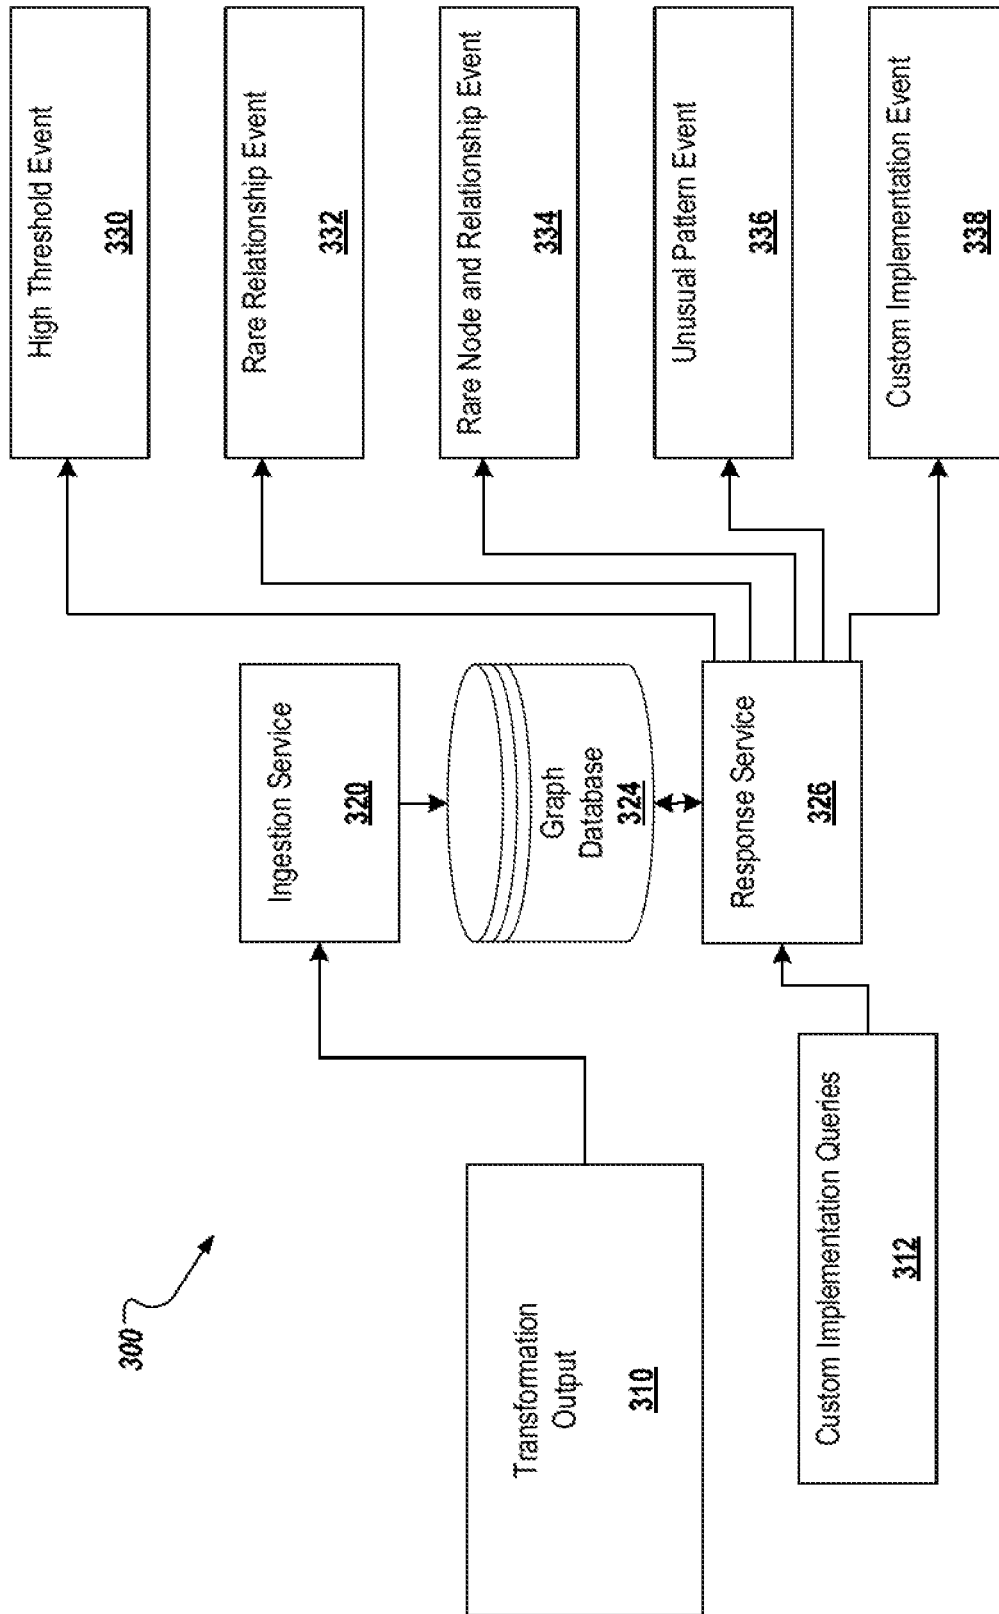 300
Transformation
Output
310
Custom Implementation Queries
312
Ingestion Service
320
Graph
Database
324
Response Service
326
High Threshold Event
330
Rare Relationship Event
332
Rare Node and Relationship Event
334
Unusual Pattern Event
336
Custom Implementation Event
338